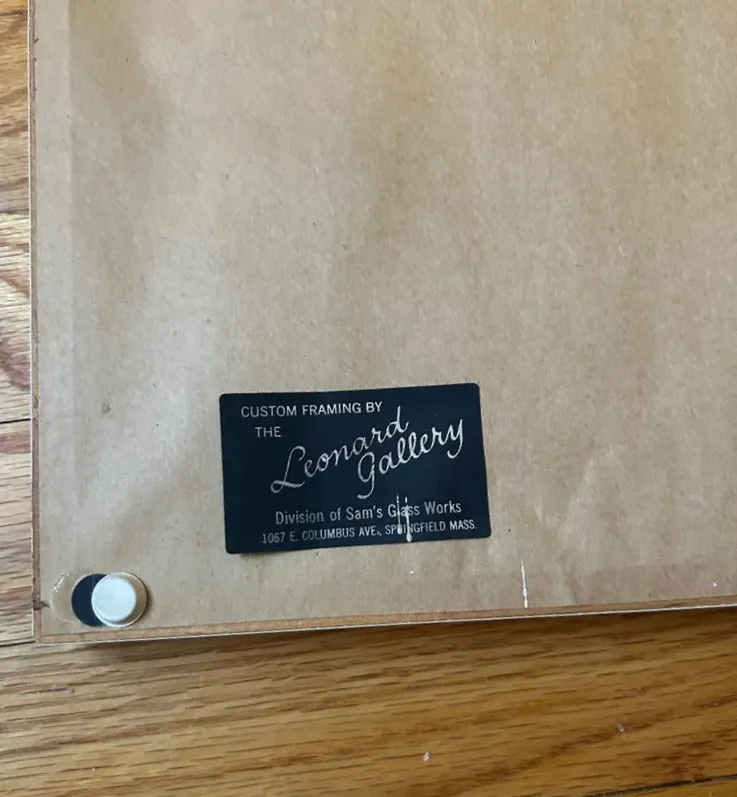 CUSTOM FRAMING BY
THE
Leonard
Gallery
Division of Sam's Glass Works
1067 E. COLUMBUS AVE., SPRINGFIELD MASS.